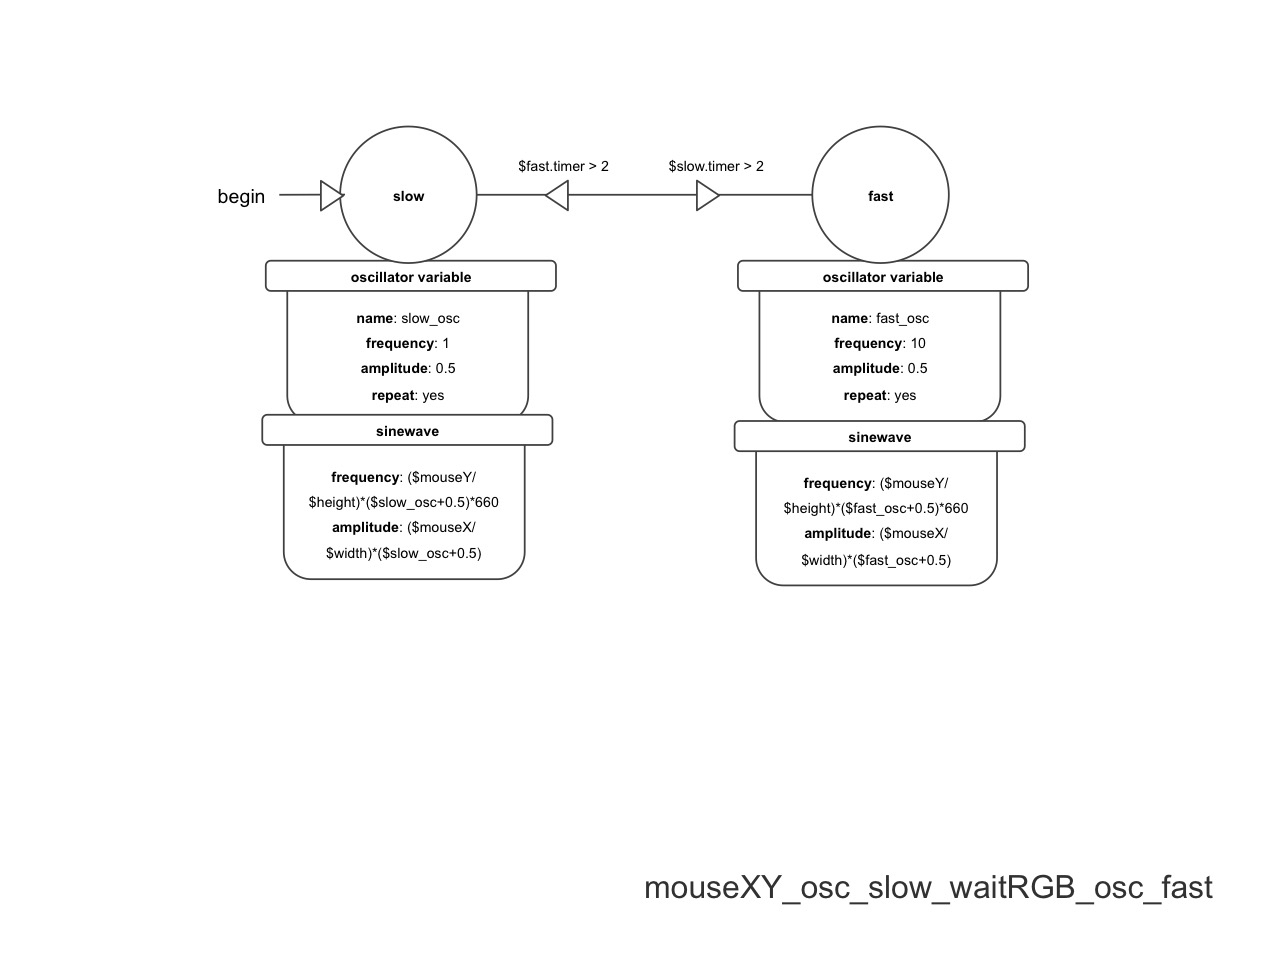 $fast.timer > 2
$slow.timer > 2
begin
slow
fast
oscillator variable
name: slow_osc
frequency: 1
amplitude: 0.5
repeat: yes
sinewave
frequency: ($mouseY/
$height)*($slow_osc+0.5)*660
amplitude: ($mouseX/
$width)*($slow_osc+0.5)
oscillator variable
name: fast_osc
frequency: 10
amplitude: 0.5
repeat: yes
sinewave
frequency: ($mouseY/
$height)*($fast_osc+0.5)*660
amplitude: ($mouseX/
$width)*($fast_osc+0.5)
mouseXY_osc_slow_waitRGB_osc_fast